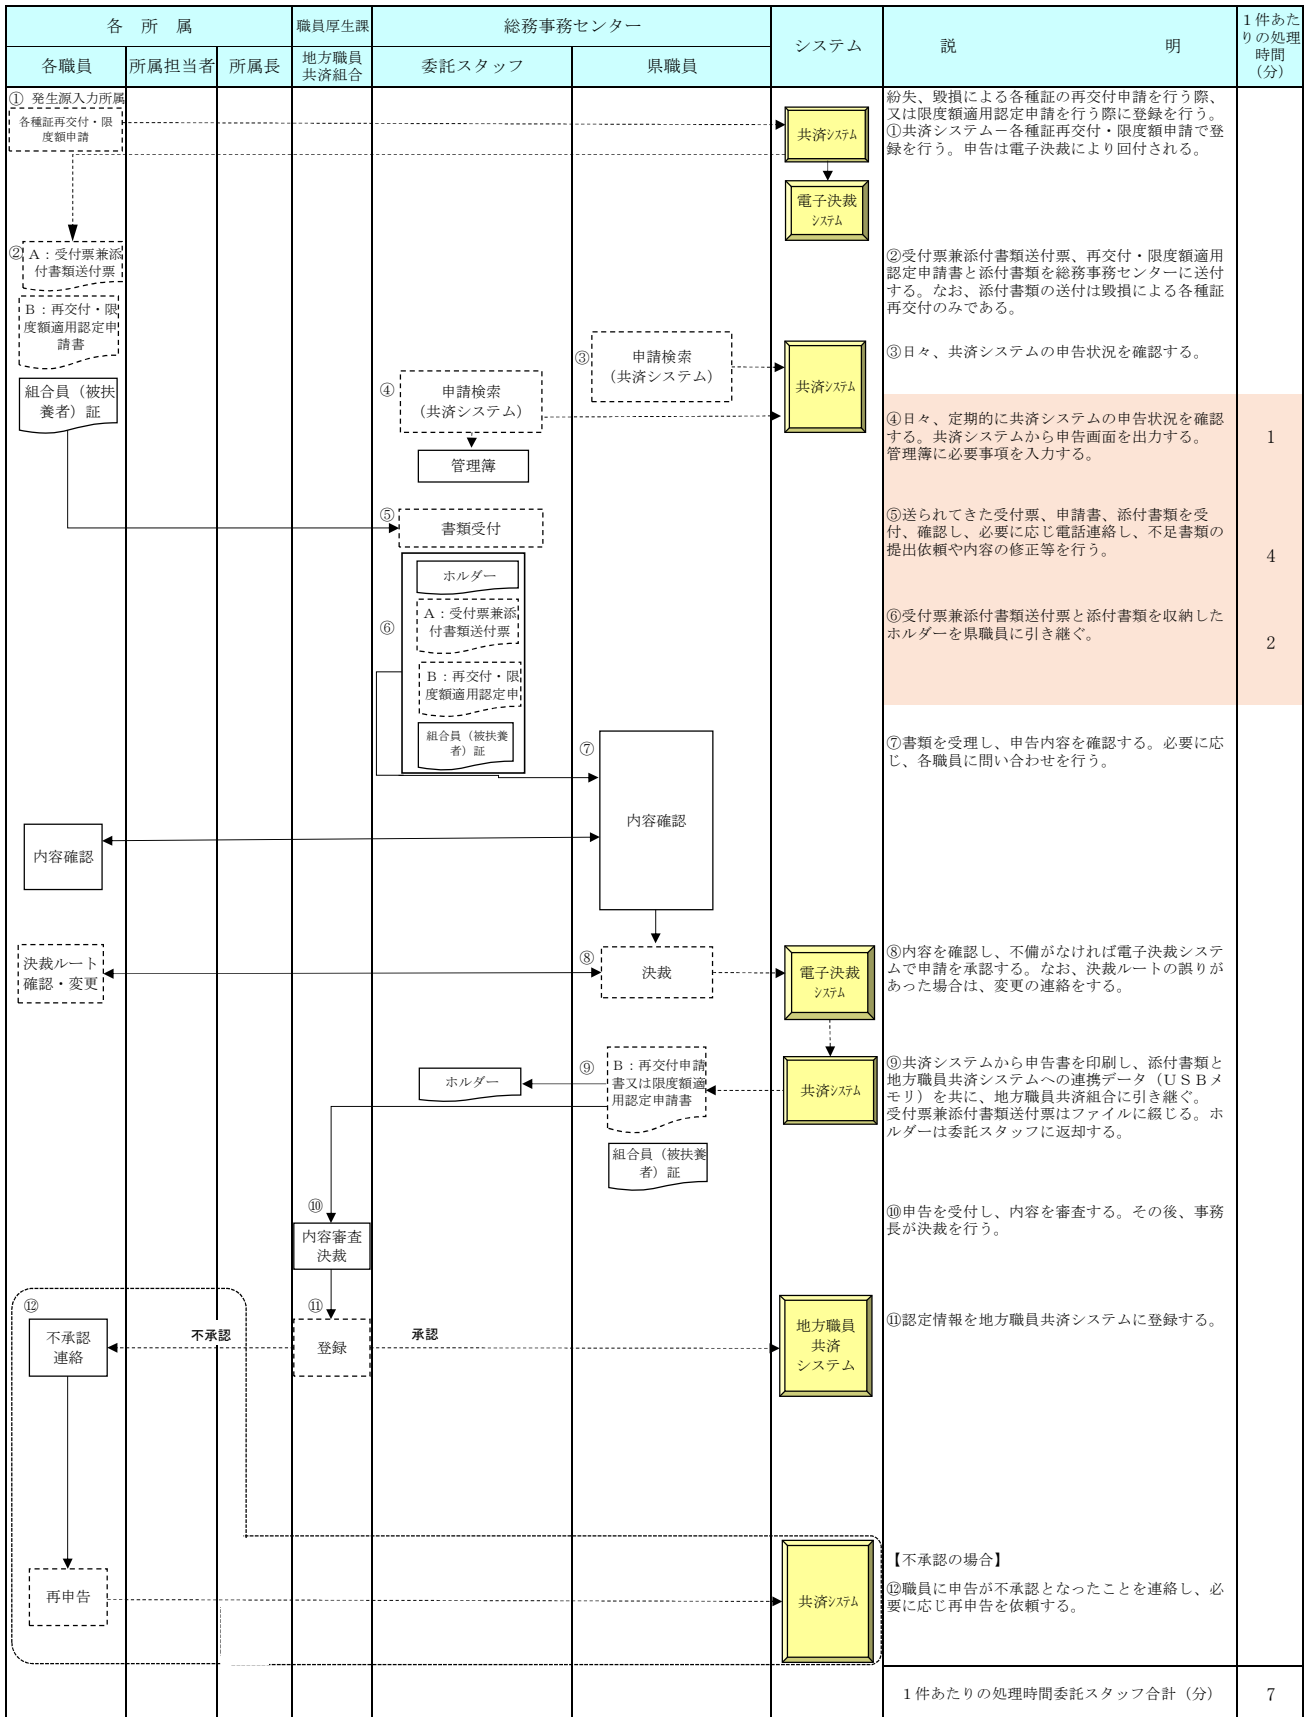 各　所　属
職員厚生課
総務事務センター
システム
説　　　　　　　　明
１件あた
りの処理
時間
（分）
各職員
所属担当者
所属長
地方職員
共済組合
委託スタッフ
県職員
① 発生源入力所属
各種証再交付・限
度額申請
共済ｼｽﾃﾑ
電子決裁
ｼｽﾃﾑ
紛失、毀損による各種証の再交付申請を行う際、
又は限度額適用認定申請を行う際に登録を行う。
①共済システム－各種証再交付・限度額申請で登
録を行う。申告は電子決裁により回付される。
②
Ａ：受付票兼添
付書類送付票
Ｂ：再交付・限
度額適用認定申
請書
組合員（被扶
養者）証
②受付票兼添付書類送付票、再交付・限度額適用
認定申請書と添付書類を総務事務センターに送付
する。なお、添付書類の送付は毀損による各種証
再交付のみである。
③
申請検索
（共済システム）
共済ｼｽﾃﾑ
③日々、共済システムの申告状況を確認する。
④
申請検索
（共済システム）
管理簿
④日々、定期的に共済システムの申告状況を確認
する。共済システムから申告画面を出力する。
管理簿に必要事項を入力する。
1
⑤
書類受付
⑤送られてきた受付票、申請書、添付書類を受
付、確認し、必要に応じ電話連絡し、不足書類の
提出依頼や内容の修正等を行う。
4
⑥
ホルダー
Ａ：受付票兼添
付書類送付票
Ｂ：再交付・限
度額適用認定申
組合員（被扶養
者）証
⑥受付票兼添付書類送付票と添付書類を収納した
ホルダーを県職員に引き継ぐ。
2
⑦
内容確認
内容確認
⑦書類を受理し、申告内容を確認する。必要に応
じ、各職員に問い合わせを行う。
決裁ルート
確認・変更
⑧
決裁
電子決裁
ｼｽﾃﾑ
⑧内容を確認し、不備がなければ電子決裁システ
ムで申請を承認する。なお、決裁ルートの誤りが
あった場合は、変更の連絡をする。
ホルダー
⑨
Ｂ：再交付申請
書又は限度額適
用認定申請書
組合員（被扶養
者）証
共済ｼｽﾃﾑ
⑨共済システムから申告書を印刷し、添付書類と
地方職員共済システムへの連携データ（ＵＳＢメ
モリ）を共に、地方職員共済組合に引き継ぐ。
受付票兼添付書類送付票はファイルに綴じる。ホ
ルダーは委託スタッフに返却する。
⑩
内容審査
決裁
⑩申告を受付し、内容を審査する。その後、事務
長が決裁を行う。
⑫
不承認
連絡
不承認
⑪
登録
承認
地方職員
共済
システム
⑪認定情報を地方職員共済システムに登録する。
再申告
共済ｼｽﾃﾑ
【不承認の場合】
⑫職員に申告が不承認となったことを連絡し、必
要に応じ再申告を依頼する。
１件あたりの処理時間委託スタッフ合計（分）
7